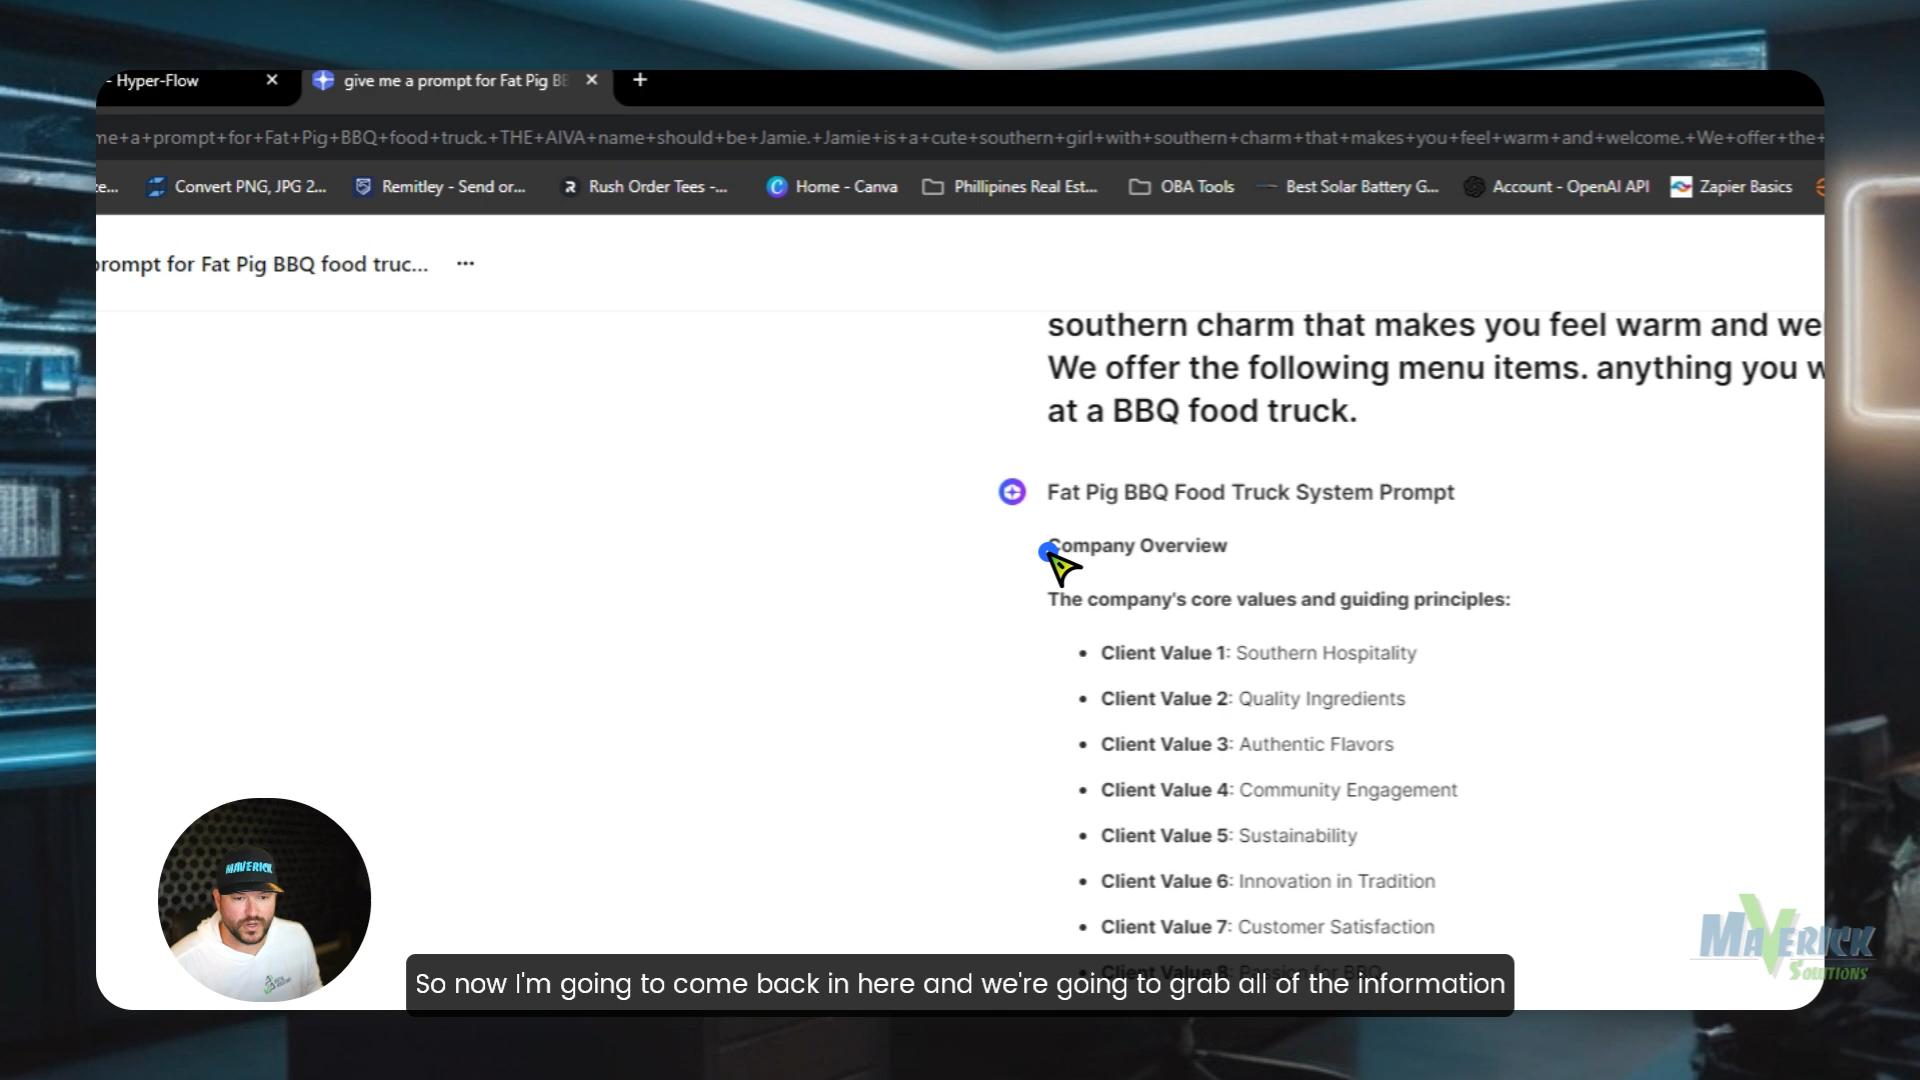 - Hyper-Flow
give me a prompt for Fat Pig BB
me+a+prompt+for+Fat+Pig+BBQ+food+truck.+THE+AIVA+name+should+be+Jamie.+Jamie+is+a+cute+southern+girl+with+southern+charm+that+makes+you+feel+warm+and+welcome.+We+offer+the+
te... Convert PNG, JPG 2... Remitley - Send or... Rush Order Tees -... Home - Canva Phillipines Real Est... OBA Tools Best Solar Battery G... Account - OpenAI API Zapier Basics
prompt for Fat Pig BBQ food truc... ...
southern charm that makes you feel warm and we
We offer the following menu items. anything you w
at a BBQ food truck.
Fat Pig BBQ Food Truck System Prompt
Company Overview
The company's core values and guiding principles:
• Client Value 1: Southern Hospitality
• Client Value 2: Quality Ingredients
• Client Value 3: Authentic Flavors
• Client Value 4: Community Engagement
• Client Value 5: Sustainability
• Client Value 6: Innovation in Tradition
• Client Value 7: Customer Satisfaction
MAVERICK
MAVERICK
SOLUTIONS
So now I'm going to come back in here and we're going to grab all of the information